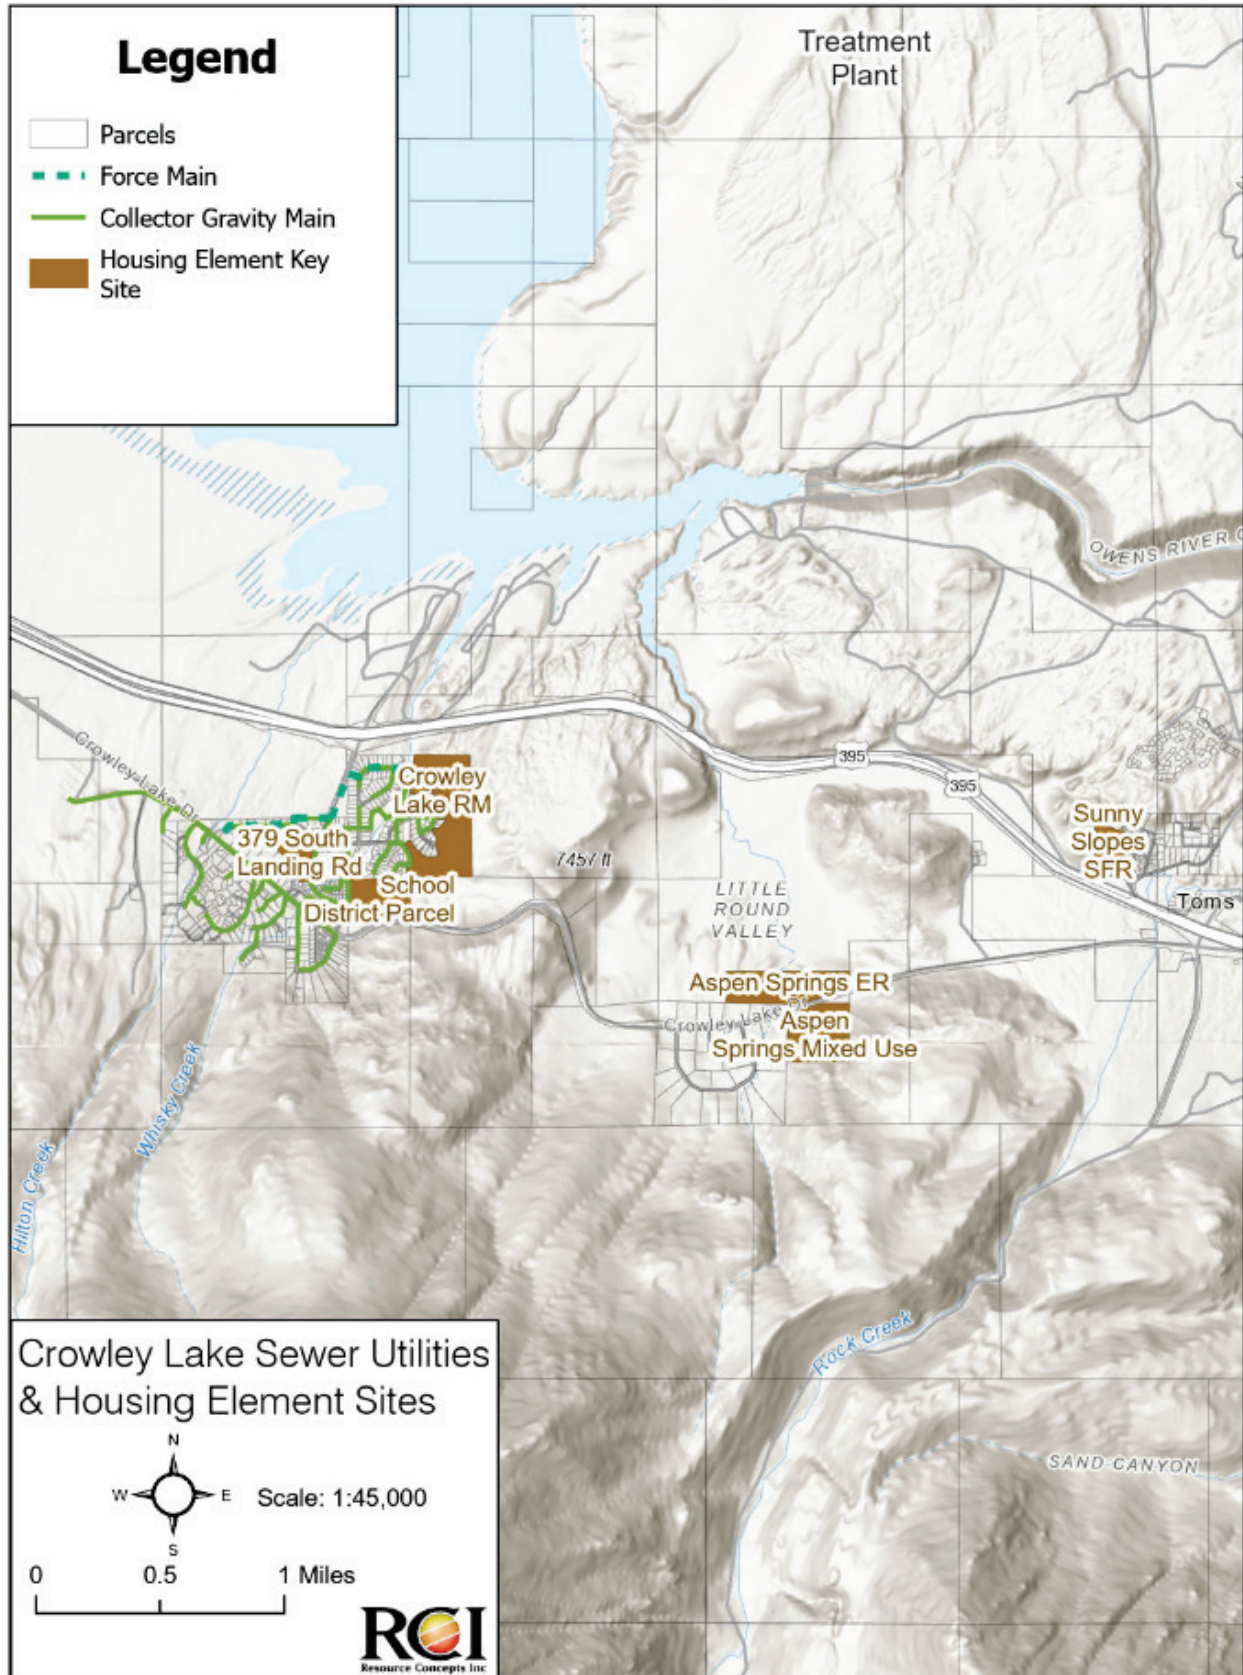 Legend
Parcels
Force Main
Collector Gravity Main
Housing Element Key
Site
Treatment
Plant
OWENS RIVER
Crowley Lake Dr
395
395
Crowley
Lake RM
379 South
Landing Rd
School
District Parcel
7457 ft
LITTLE
ROUND
VALLEY
Sunny
Slopes
SFR
Toms
Aspen Springs ER
Crowley Lake Dr
Aspen
Springs Mixed Use
Whisky Creek
Hilton Creek
Rock Creek
SAND CANYON
Crowley Lake Sewer Utilities
& Housing Element Sites
N
W E
S
Scale: 1:45,000
0 0.5 1 Miles
RCI
Resource Concepts Inc